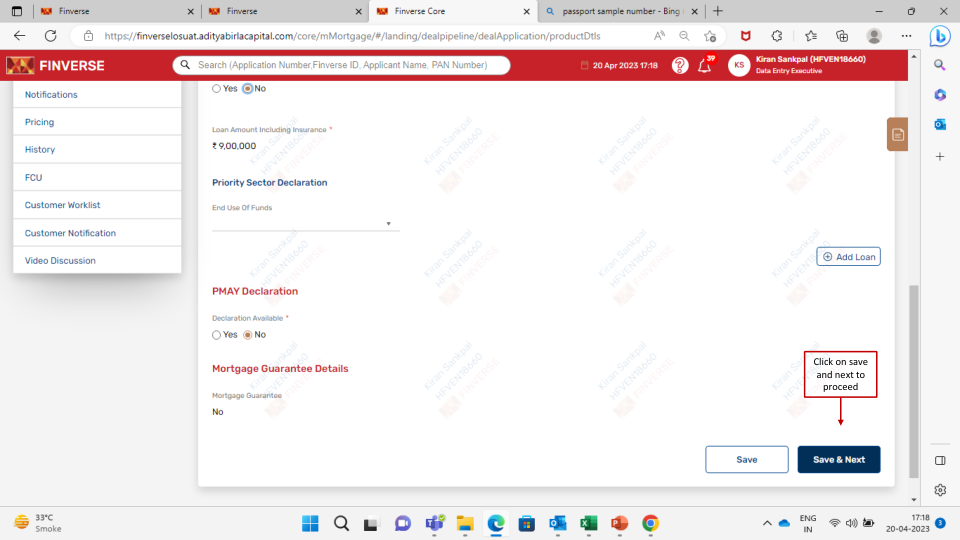 Finverse
Finverse
Finverse Core
passport sample number - Bing
https://finverselosuat.adityabirlacapital.com/core/mMortgage/#/landing/dealpipeline/dealApplication/productDtls
FINVERSE
Search (Application Number,Finverse ID, Applicant Name, PAN Number)
20 Apr 2023 17:18
39
KS
Kiran Sankpal (HFVEN18660)
Data Entry Executive
Notifications
Pricing
History
FCU
Customer Worklist
Customer Notification
Video Discussion
Yes No
Loan Amount Including Insurance *
₹ 9,00,000
Priority Sector Declaration
End Use Of Funds
Add Loan
PMAY Declaration
Declaration Available *
Yes No
Mortgage Guarantee Details
Mortgage Guarantee
No
Click on save
and next to
proceed
Save
Save & Next
Kiran Sankpal
HFVEN18660
FINVERSE
33°C
Smoke
ENG
IN
17:18
20-04-2023
3